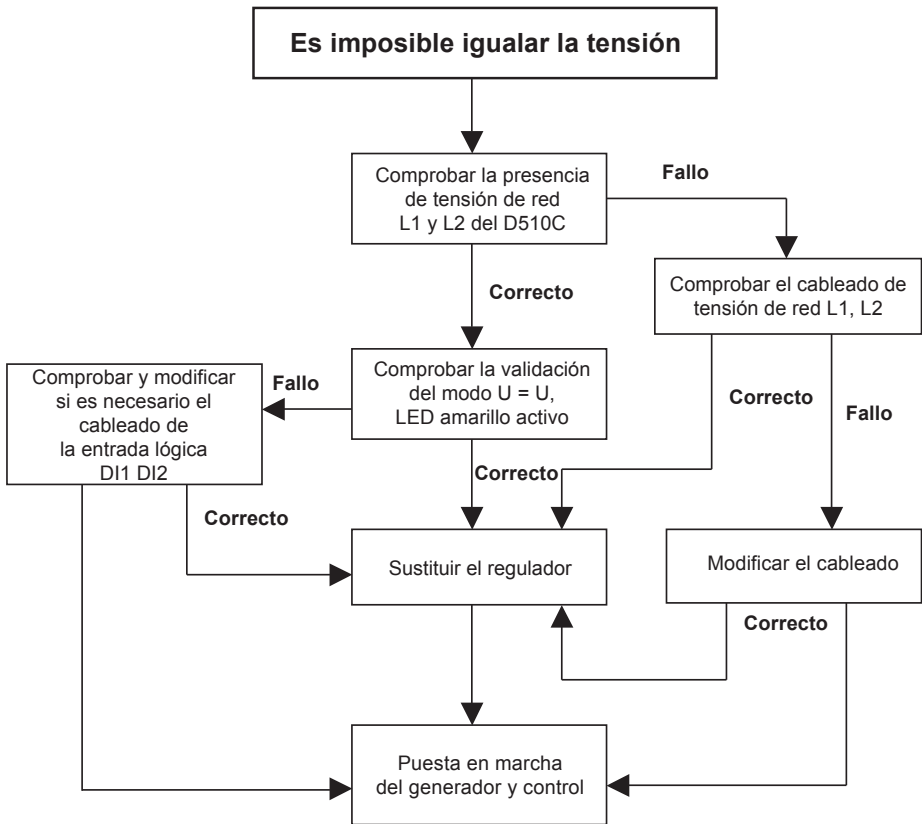 Es imposible igualar la tensión
Comprobar la presencia
de tensión de red
L1 y L2 del D510C
Fallo
Correcto
Comprobar el cableado de
tensión de red L1, L2
Comprobar y modificar
si es necesario el
cableado de
la entrada lógica
DI1 DI2
Fallo
Comprobar la validación
del modo U = U,
LED amarillo activo
Correcto
Fallo
Correcto
Correcto
Sustituir el regulador
Modificar el cableado
Correcto
Puesta en marcha
del generador y control